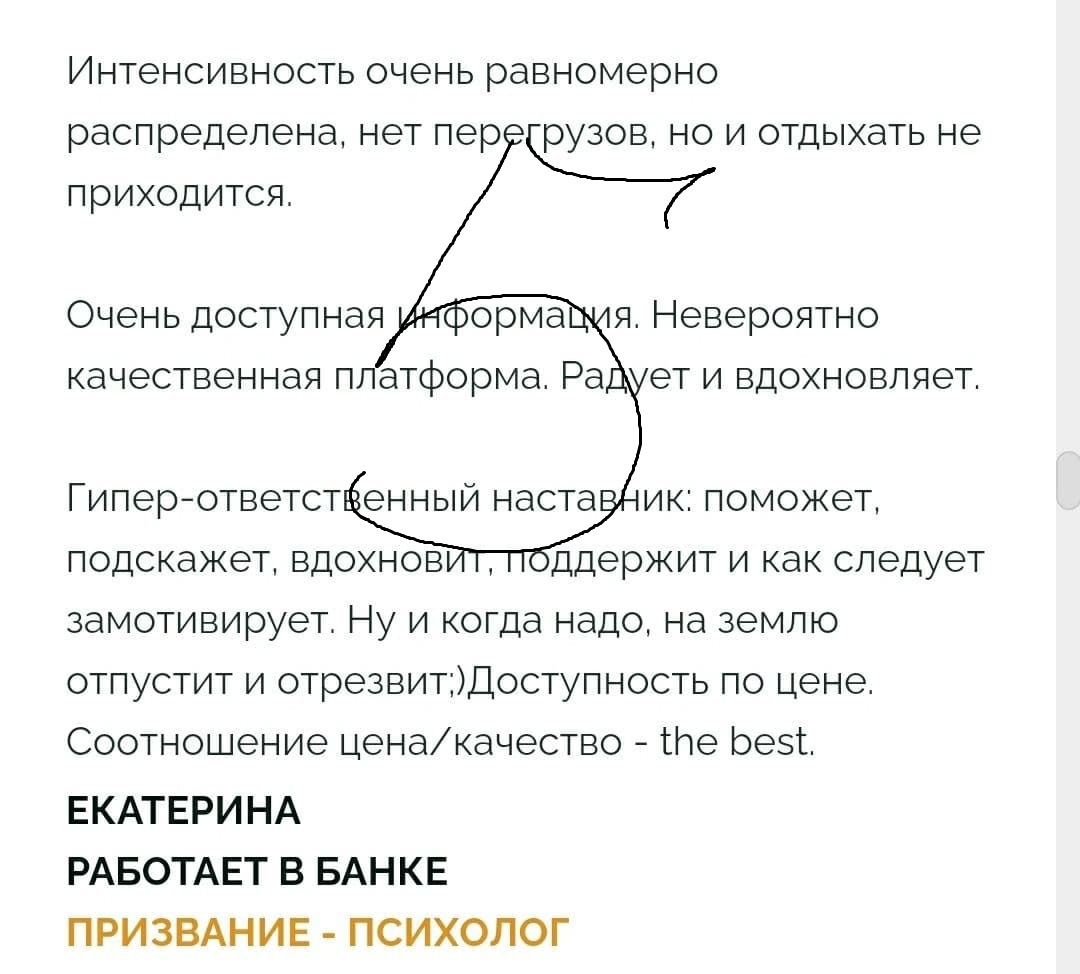 Интенсивность очень равномерно
распределена, нет перегрузов, но и отдыхать не
приходится.
Очень доступная информация. Невероятно
качественная платформа. Радует и вдохновляет.
Гипер-ответственный наставник: поможет,
подскажет, вдохновит, поддержит и как следует
замотивирует. Ну и когда надо, на землю
отпустит и отрезвит;)Доступность по цене.
Соотношение цена/качество - the best.
ЕКАТЕРИНА
РАБОТАЕТ В БАНКЕ
ПРИЗВАНИЕ - ПСИХОЛОГ
5